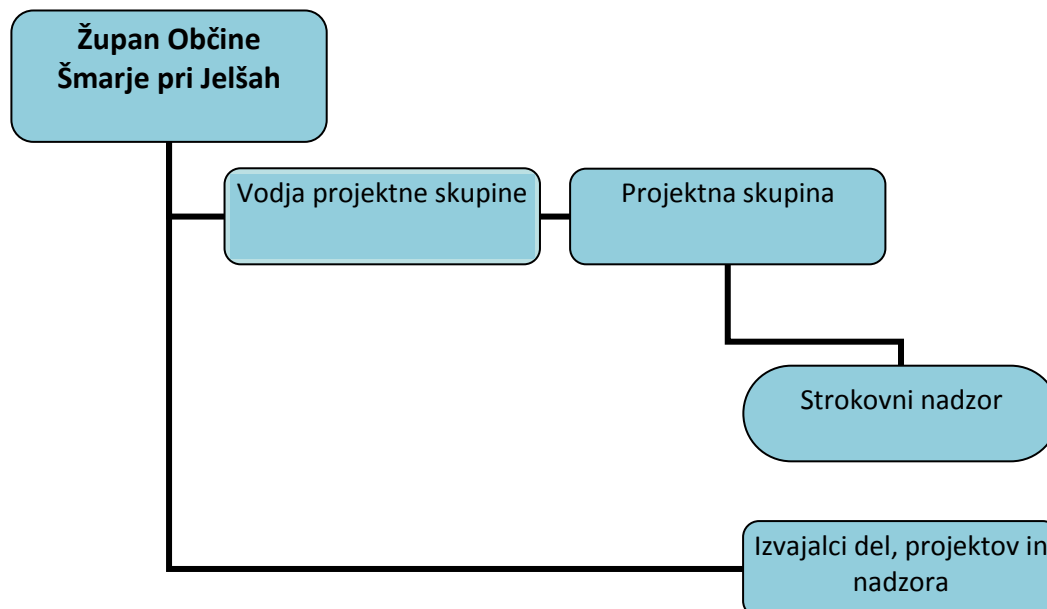 Župan Občine
Šmarje pri Jelšah
Vodja projektne skupine
Projektna skupina
Strokovni nadzor
Izvajalci del, projektov in
nadzora